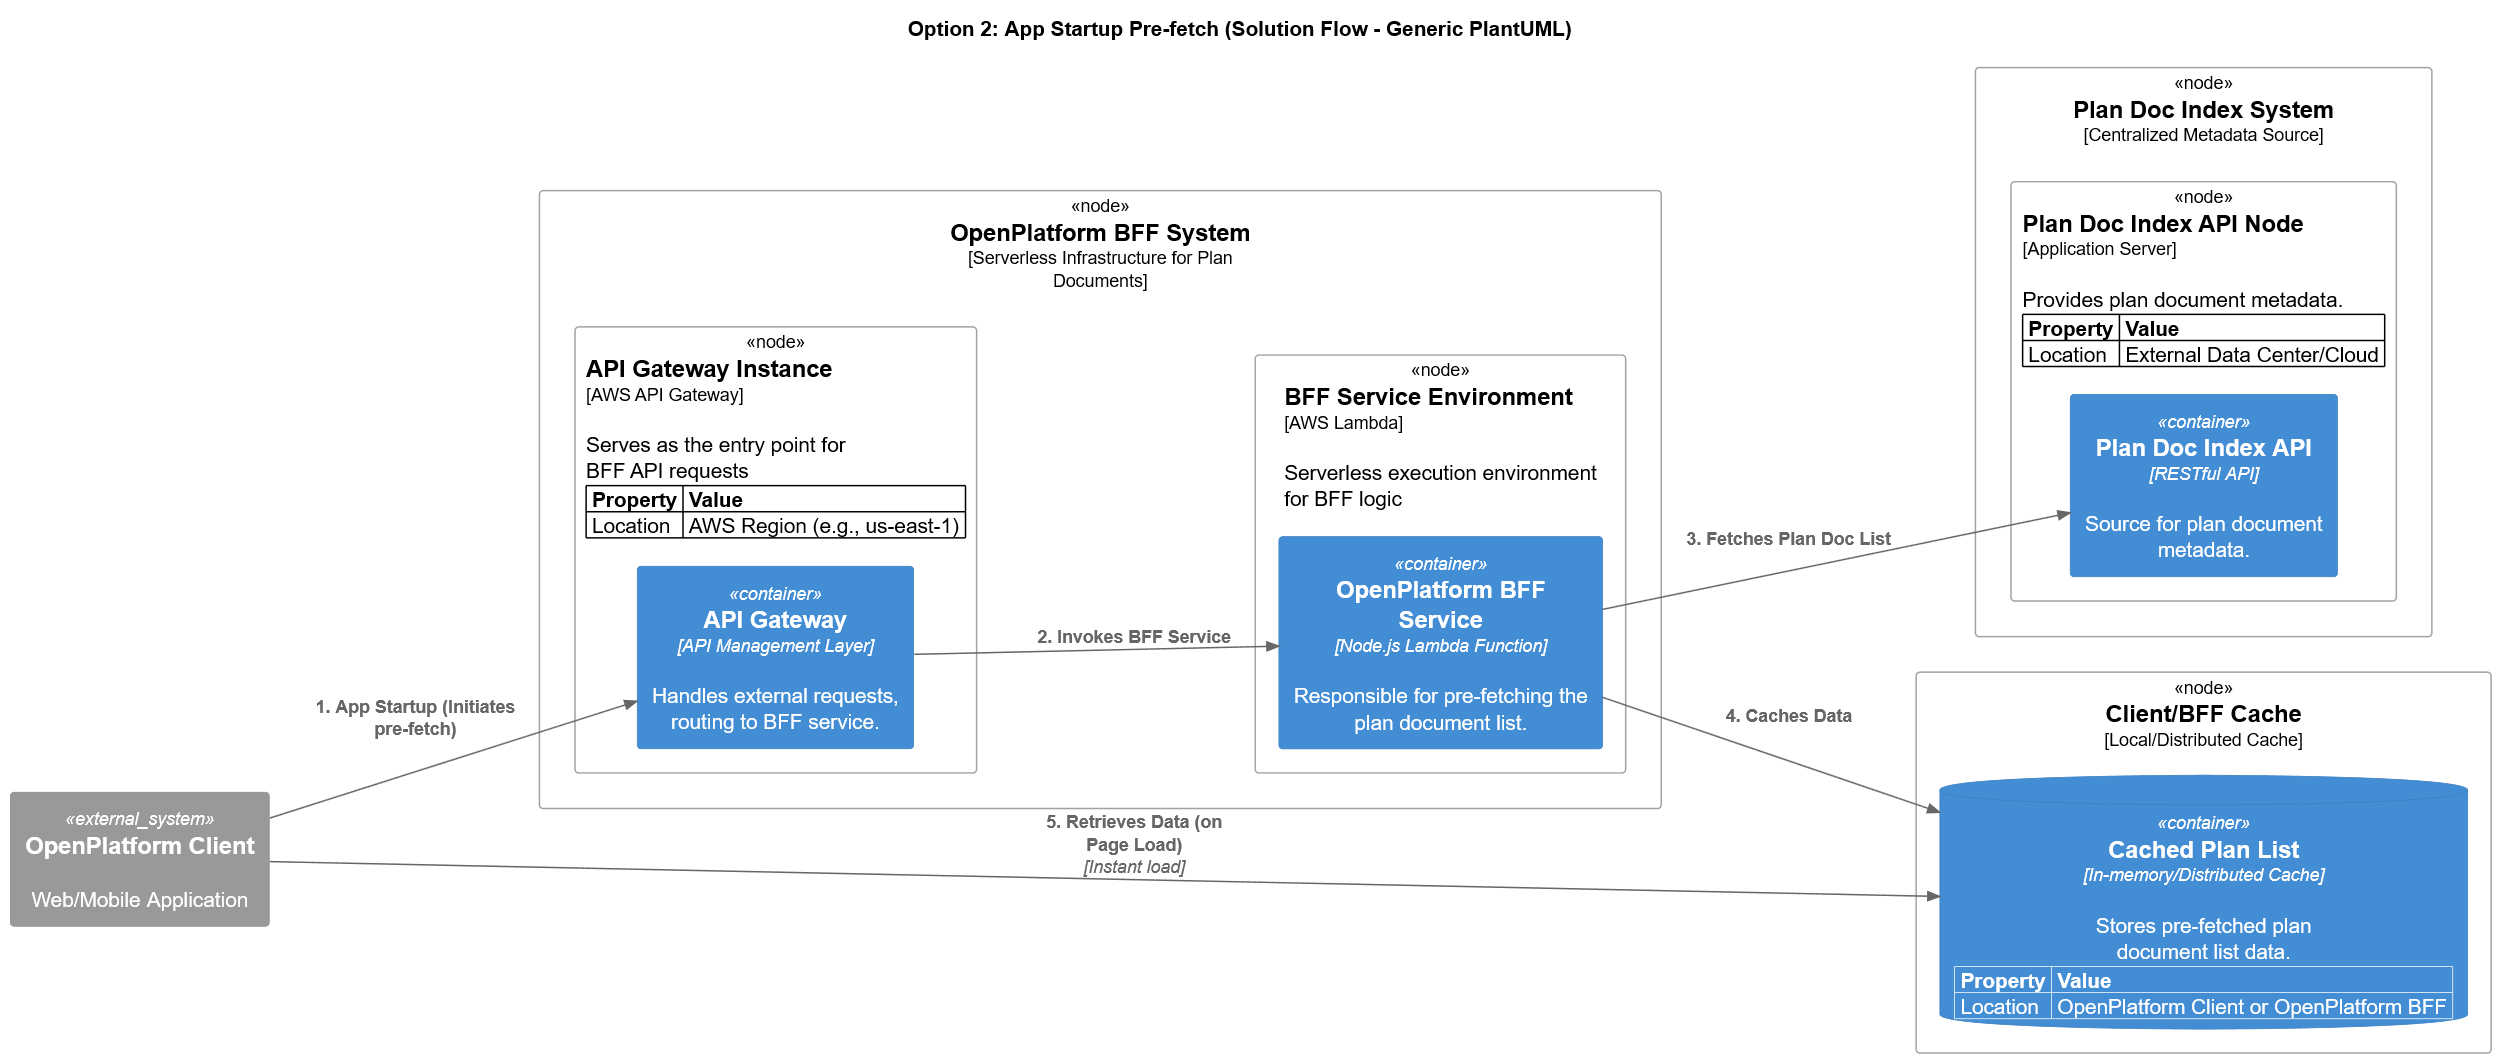 Option 2: App Startup Pre-fetch (Solution Flow - Generic PlantUML)
«node»
OpenPlatform BFF System
[Serverless Infrastructure for Plan
Documents]
«node»
API Gateway Instance
[AWS API Gateway]
Serves as the entry point for
BFF API requests
Property Value
Location AWS Region (e.g., us-east-1)
«container»
API Gateway
[API Management Layer]
Handles external requests,
routing to BFF service.
«node»
BFF Service Environment
[AWS Lambda]
Serverless execution environment
for BFF logic
«container»
OpenPlatform BFF
Service
[Node.js Lambda Function]
Responsible for pre-fetching the
plan document list.
«node»
Plan Doc Index System
[Centralized Metadata Source]
«node»
Plan Doc Index API Node
[Application Server]
Provides plan document metadata.
Property Value
Location External Data Center/Cloud
«container»
Plan Doc Index API
[RESTful API]
Source for plan document
metadata.
«node»
Client/BFF Cache
[Local/Distributed Cache]
«container»
Cached Plan List
[In-memory/Distributed Cache]
Stores pre-fetched plan
document list data.
Property Value
Location OpenPlatform Client or OpenPlatform BFF
«external_system»
OpenPlatform Client
Web/Mobile Application
1. App Startup (Initiates
pre-fetch)
2. Invokes BFF Service
3. Fetches Plan Doc List
4. Caches Data
5. Retrieves Data (on
Page Load)
[Instant load]